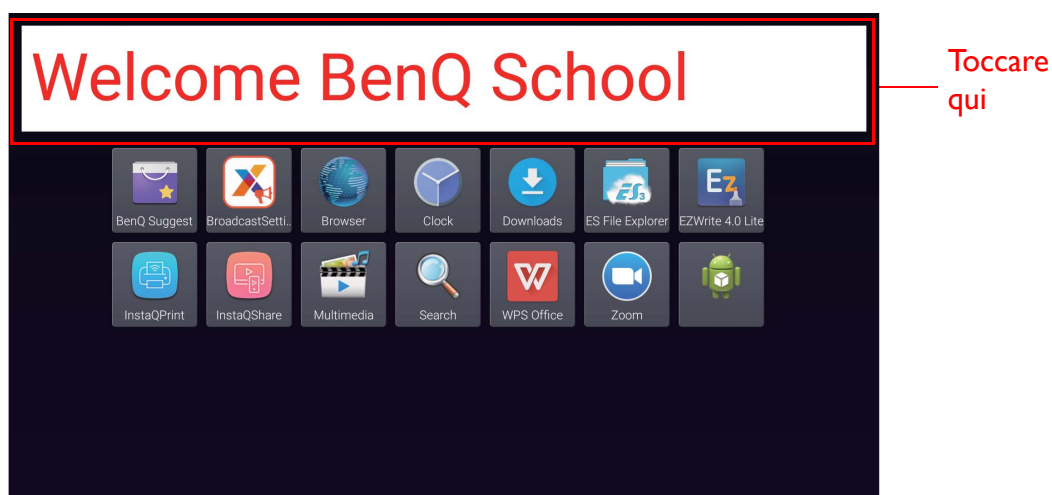 Welcome BenQ School
Toccare
qui
BenQ Suggest
BroadcastSetti..
Browser
Clock
Downloads
ES File Explorer
EZWrite 4.0 Lite
InstaQPrint
InstaQShare
Multimedia
Search
WPS Office
Zoom